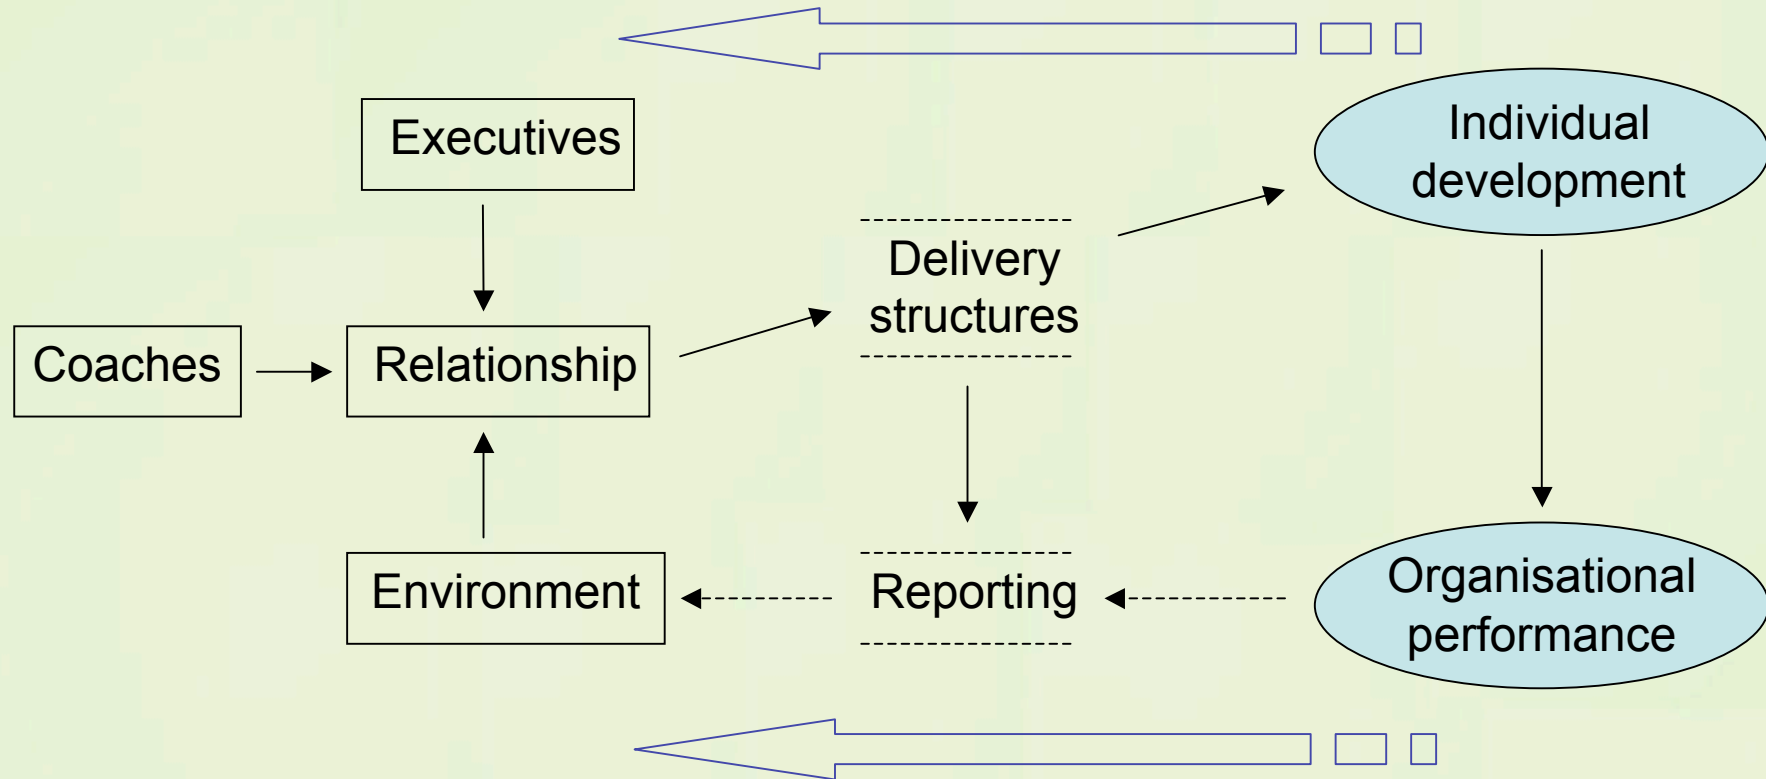 Executives
Individual
development
Delivery
structures
Coaches
Relationship
Environment
Reporting
Organisational
performance